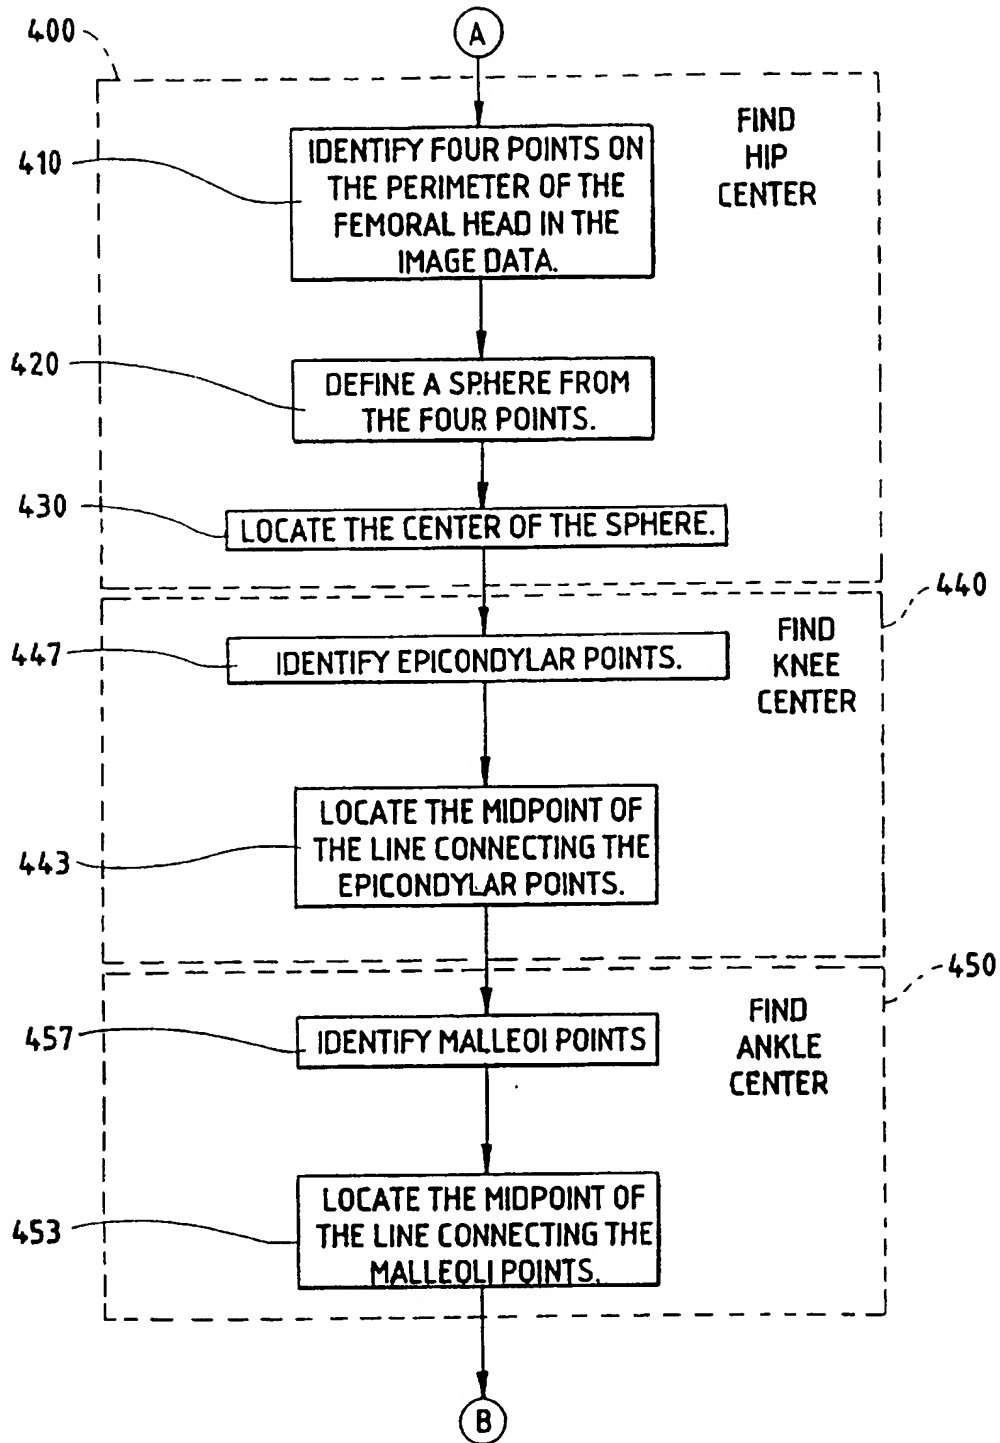 A
400
FIND
HIP
CENTER
410
IDENTIFY FOUR POINTS ON
THE PERIMETER OF THE
FEMORAL HEAD IN THE
IMAGE DATA.
420
DEFINE A SPHERE FROM
THE FOUR POINTS.
430
LOCATE THE CENTER OF THE SPHERE.
440
FIND
KNEE
CENTER
447
IDENTIFY EPICONDYLAR POINTS.
443
LOCATE THE MIDPOINT OF
THE LINE CONNECTING THE
EPICONDYLAR POINTS.
450
FIND
ANKLE
CENTER
457
IDENTIFY MALLEOI POINTS
453
LOCATE THE MIDPOINT OF
THE LINE CONNECTING THE
MALLEOLI POINTS.
B